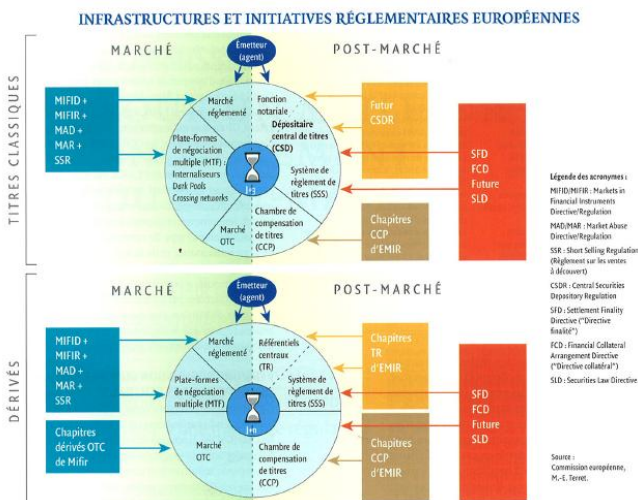 INFRASTRUCTURES ET INITIATIVES RÉGLEMENTAIRES EUROPÉENNES
TITRES CLASSIQUES
MARCHÉ
Émetteur
(agent)
POST-MARCHÉ
MIFID +
MIFIR +
MAD +
MAR +
SSR
Marché
réglementé
Plate-formes
de négociation
multiple (MTF) :
Internaliseurs
Dark Pools
Crossing networks
Marché
OTC
Fonction
notariale
Dépositaire
central de titres
(CSD)
Système de
règlement de
titres (SSS)
Chambre de
compensation
de titres
(CCP)
J+3
Futur
CSDR
Chapitres
CCP
d'EMIR
SFD
FCD
Future
SLD
DÉRIVÉS
MARCHÉ
Émetteur
(agent)
POST-MARCHÉ
MIFID +
MIFIR +
MAD +
MAR +
SSR
Chapitres
dérivés OTC
de Mifir
Marché
réglementé
Plate-formes
de négociation
multiple (MTF)
Marché
OTC
Référentiels
centraux
(TR)
Système de
règlement de
titres (SSS)
Chambre de
compensation
de titres
(CCP)
J+n
Chapitres
TR
d'EMIR
Chapitres
CCP
d'EMIR
SFD
FCD
Future
SLD
Légende des acronymes :
MIFID/MIFIR : Markets in
Financial Instruments
Directive/Regulation
MAD/MAR : Market Abuse
Directive/Regulation
SSR : Short Selling Regulation
(Règlement sur les ventes
à découvert)
CSDR : Central Securities
Depository Regulation
SFD : Settlement Finality
Directive ("Directive
finalité")
FCD : Financial Collateral
Arrangement Directive
("Directive collatéral")
SLD : Securities Law Directive
Source :
Commission européenne,
M.-E. Terret.